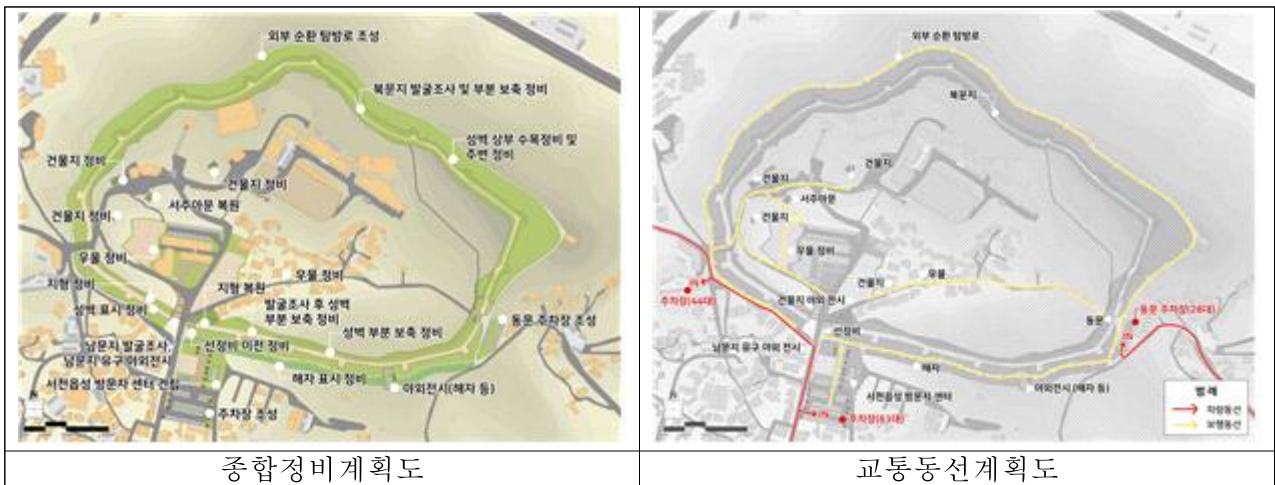 외부 순환 탐방로 조성
북문지 발굴조사 및 부분 보축 정비
성벽 상부 수목정비 및
주변 정비
건물지 정비
건물지 정비
서주아문 복원
건물지 정비
우물 정비
우물 정비
지형 정비
지형 복원
성벽 표시 정비
발굴조사 후 성벽
부분 보축 정비
성벽 부분 보축 정비
동문 주차장 조성
남문지 발굴조사
남문지 유구 야외전시
선정비 이전 정비
서천읍성 방문자 센터 건립
해자 표시 정비
야외전시(해자 등)
주차장 조성
종합정비계획도
외부 순환 탐방로
북문지
건물지
건물지
서주아문
건물지
우물 정비
우물
건물지
주차장(44대)
IN
건물지 야외 전시
동문
동문 주차장(28대)
IN
선정비
남문지 유구 야외 전시
해자
서천읍성 방문자 센터
야외전시(해자 등)
IN
주차장(63대)
범례
차량동선
보행동선
교통동선계획도